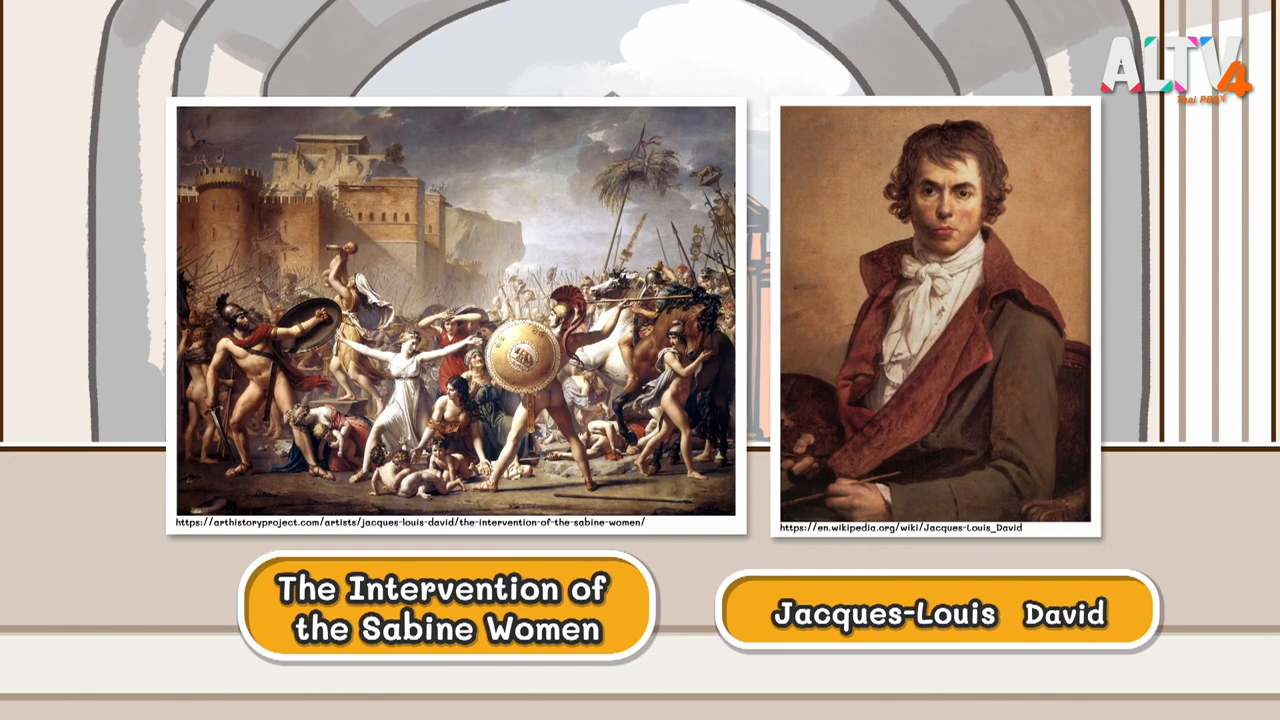 ALTV4
Thai PBS
https://arthistoryproject.com/artists/jacques-louis-david/the-intervention-of-the-sabine-women/
https://en.wikipedia.org/wiki/Jacques-Louis_David
The Intervention of
the Sabine Women
Jacques-Louis David